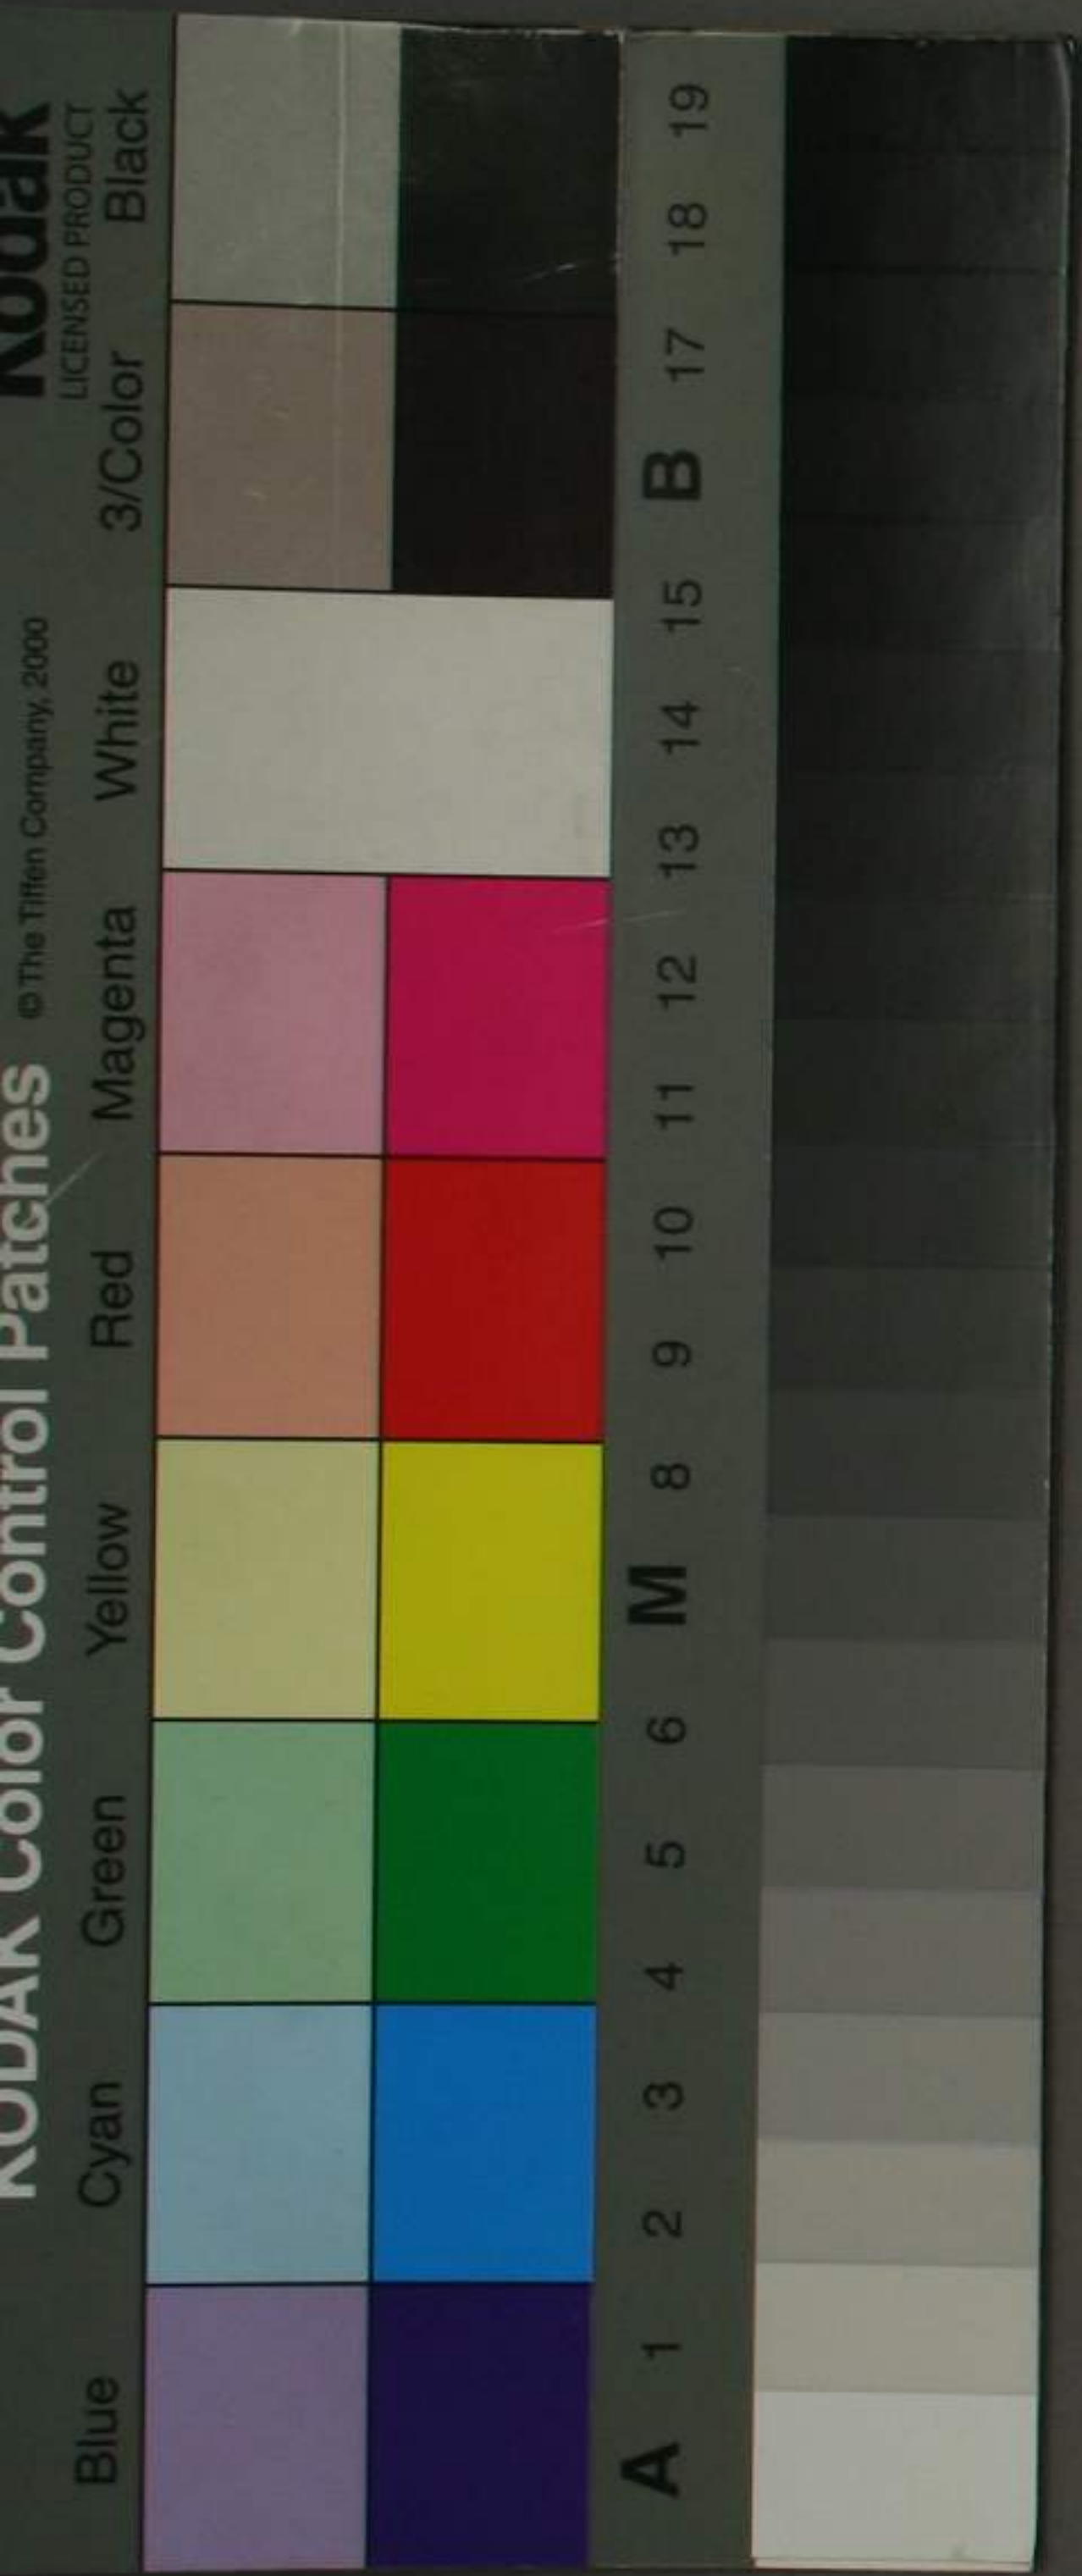 KODAK Color Control Patches © The Tiffen Company, 2000 Kodak
LICENSED PRODUCT
Blue Cyan Green Yellow Red Magenta White 3/Color Black
A 1 2 3 4 5 6 M 8 9 10 11 12 13 14 15 B 17 18 19